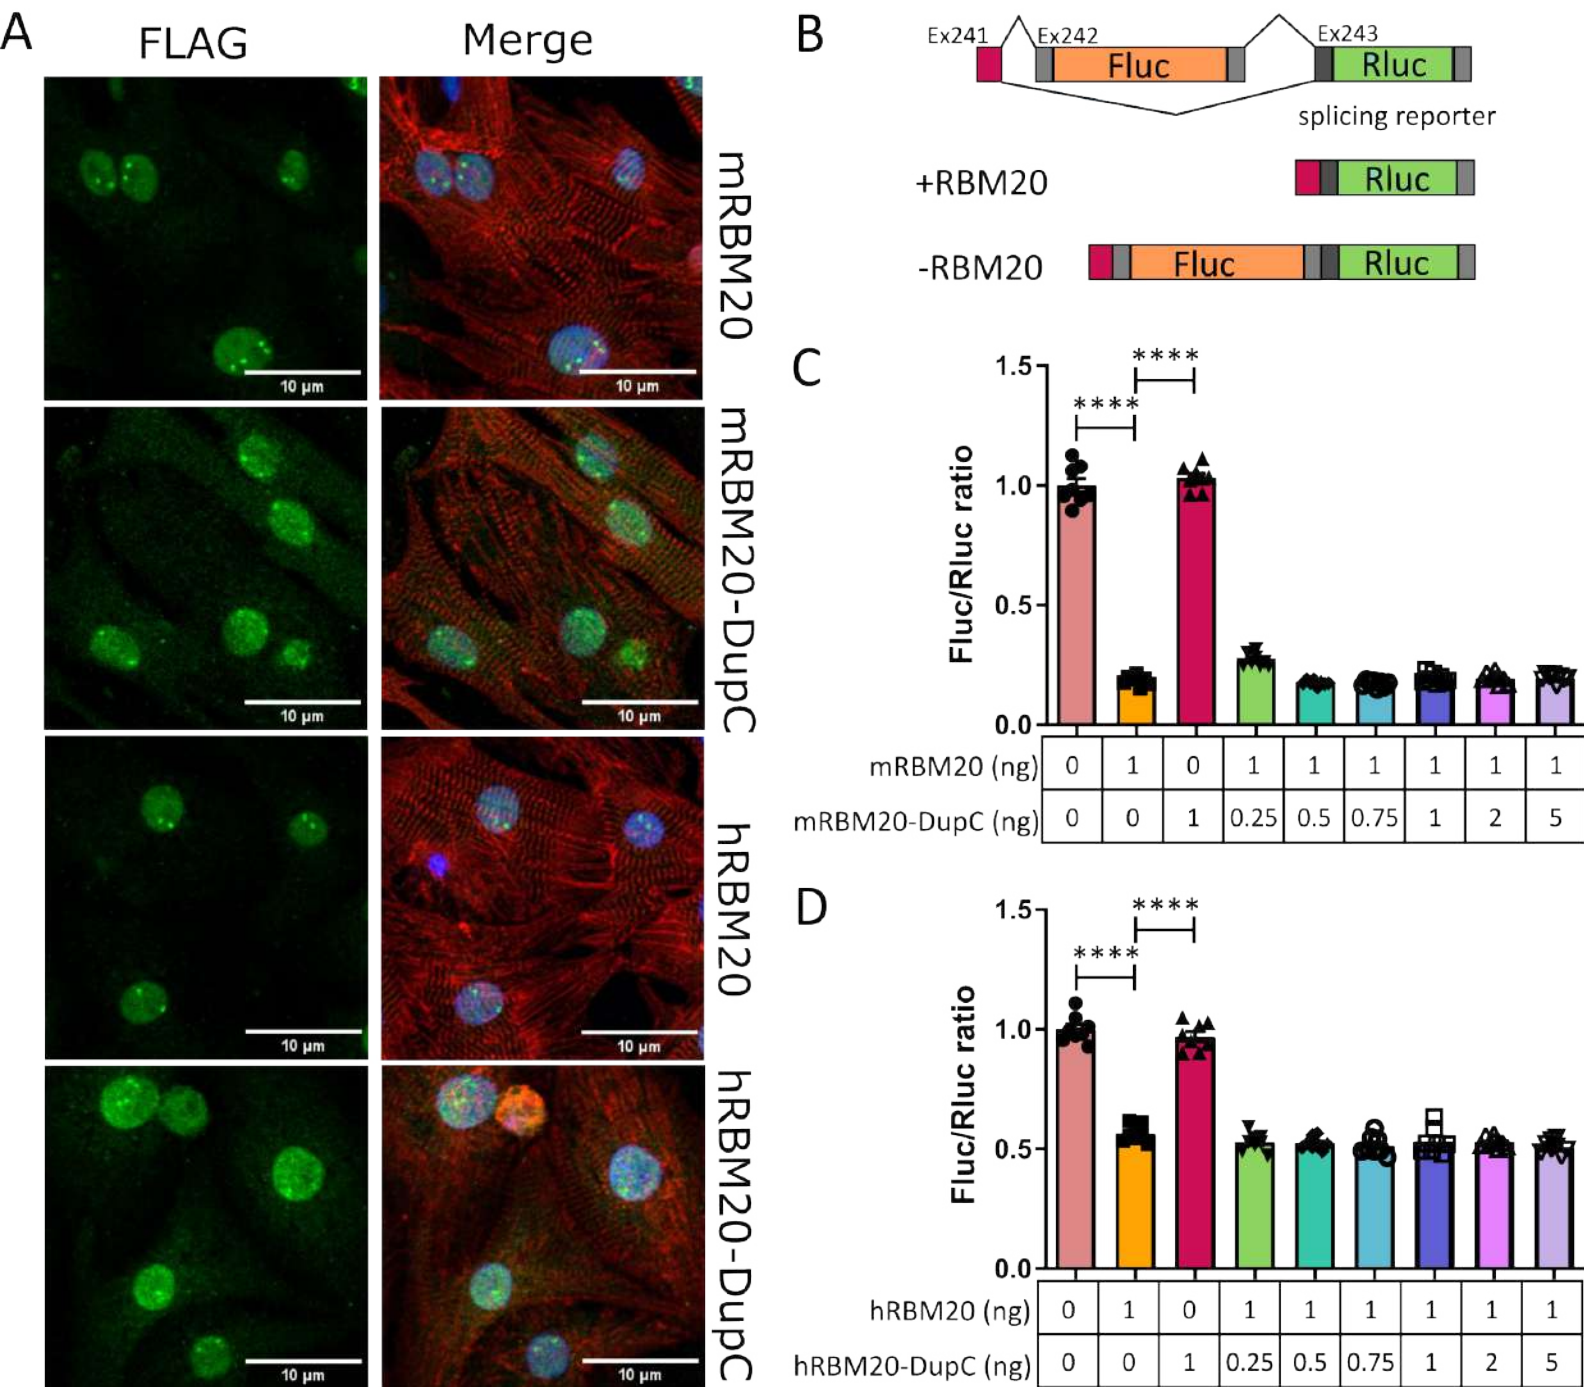 A
FLAG
Merge
mRBM20
10 µm
10 µm
mRBM20-DupC
10 µm
10 µm
hRBM20
10 µm
10 µm
hRBM20-DupC
10 µm
10 µm
B
Ex241
Ex242
Ex243
Fluc
Rluc
splicing reporter
+RBM20
Rluc
-RBM20
Fluc
Rluc
C
Fluc/Rluc ratio
1.5
1.0
0.5
0.0
****
****
mRBM20 (ng) 0 1 0 1 1 1 1 1 1
mRBM20-DupC (ng) 0 0 1 0.25 0.5 0.75 1 2 5
D
Fluc/Rluc ratio
1.5
1.0
0.5
0.0
****
****
hRBM20 (ng) 0 1 0 1 1 1 1 1 1
hRBM20-DupC (ng) 0 0 1 0.25 0.5 0.75 1 2 5